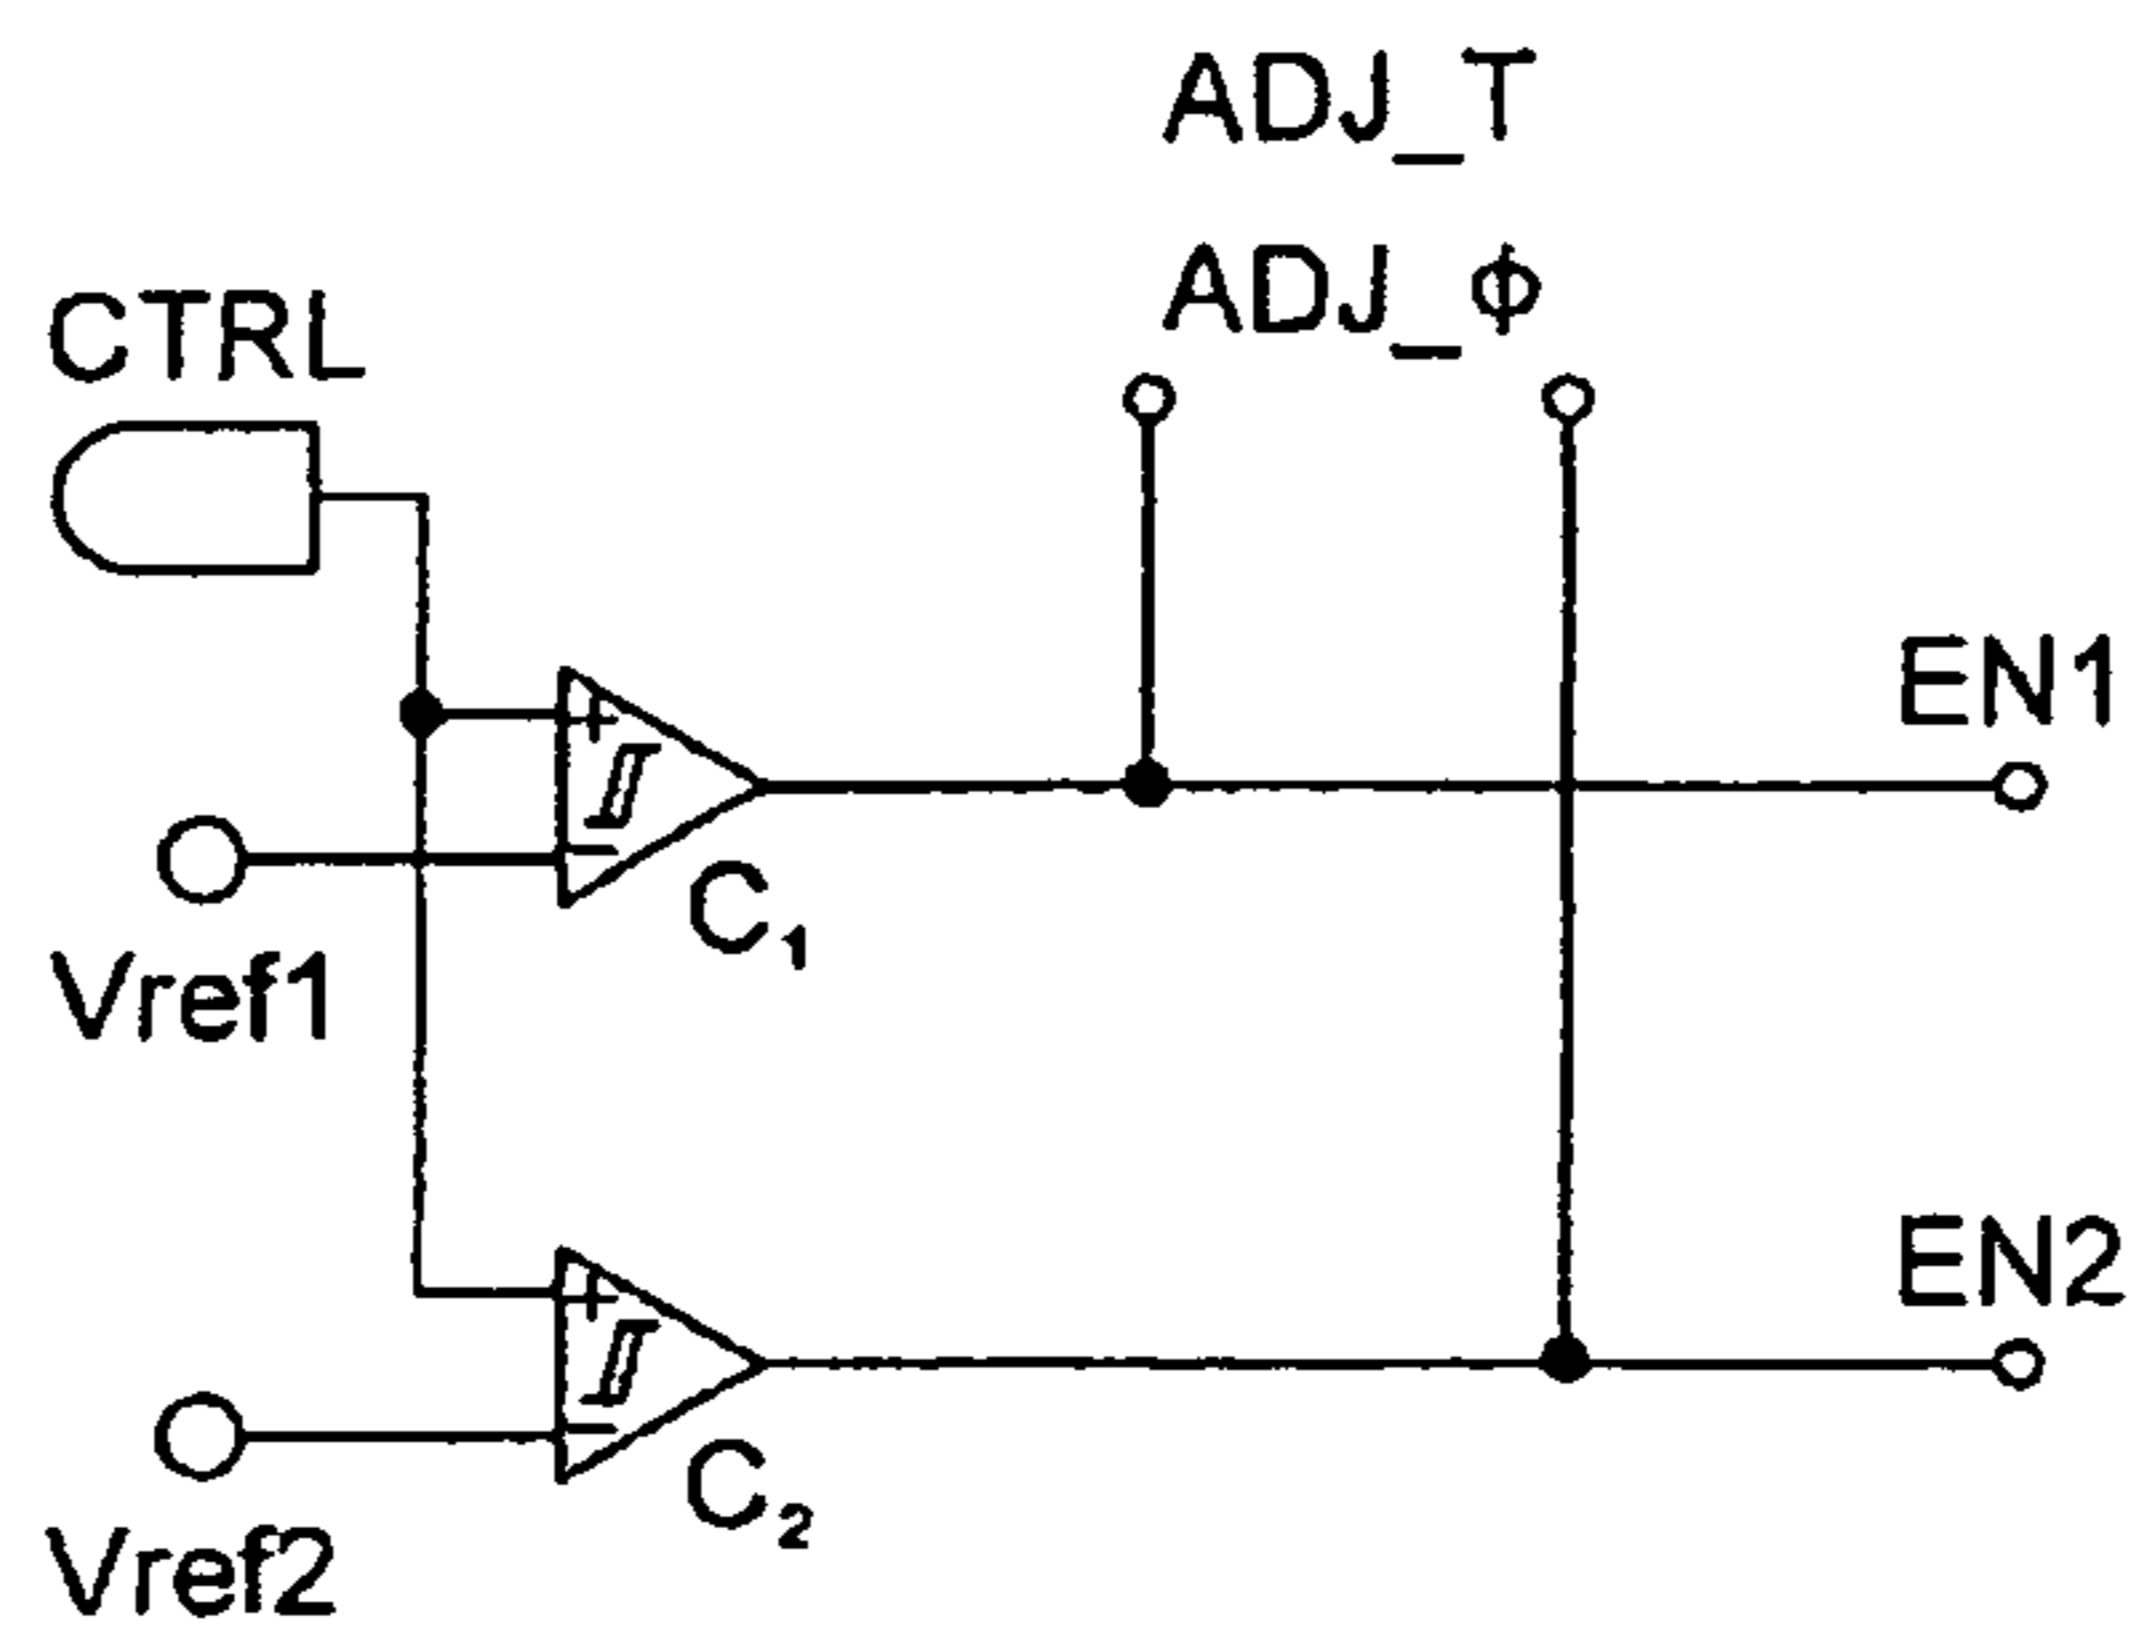 ADJ_T
ADJ_ϕ
CTRL
EN1
+
−
C1
Vref1
EN2
+
−
C2
Vref2